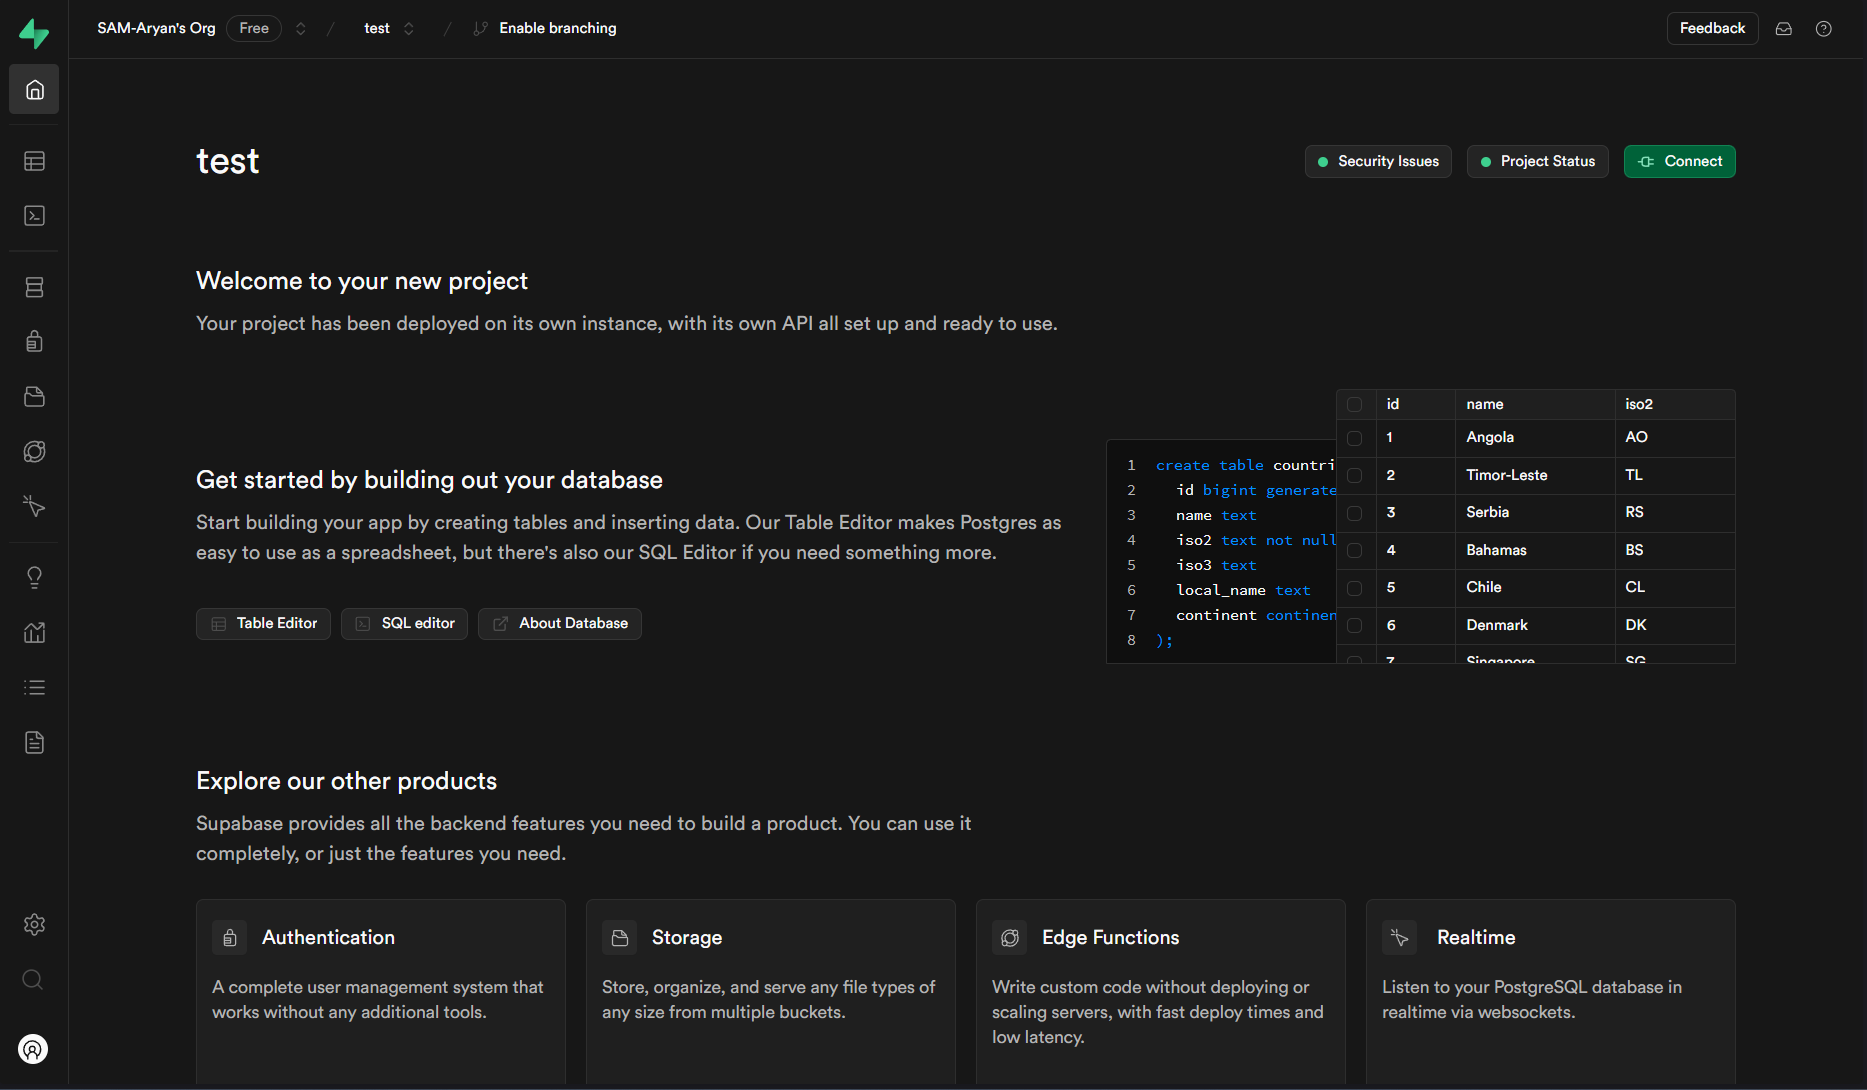 SAM-Aryan's Org Free / test / Enable branching Feedback
test
Security Issues Project Status Connect
Welcome to your new project
Your project has been deployed on its own instance, with its own API all set up and ready to use.
Get started by building out your database
Start building your app by creating tables and inserting data. Our Table Editor makes Postgres as
easy to use as a spreadsheet, but there's also our SQL Editor if you need something more.
Table Editor SQL editor About Database
1 create table countri
2 id bigint generate
3 name text
4 iso2 text not null
5 iso3 text
6 local_name text
7 continent continen
8 );
id name iso2
1 Angola AO
2 Timor-Leste TL
3 Serbia RS
4 Bahamas BS
5 Chile CL
6 Denmark DK
7 Singapore SG
Explore our other products
Supabase provides all the backend features you need to build a product. You can use it
completely, or just the features you need.
Authentication
A complete user management system that
works without any additional tools.
Storage
Store, organize, and serve any file types of
any size from multiple buckets.
Edge Functions
Write custom code without deploying or
scaling servers, with fast deploy times and
low latency.
Realtime
Listen to your PostgreSQL database in
realtime via websockets.